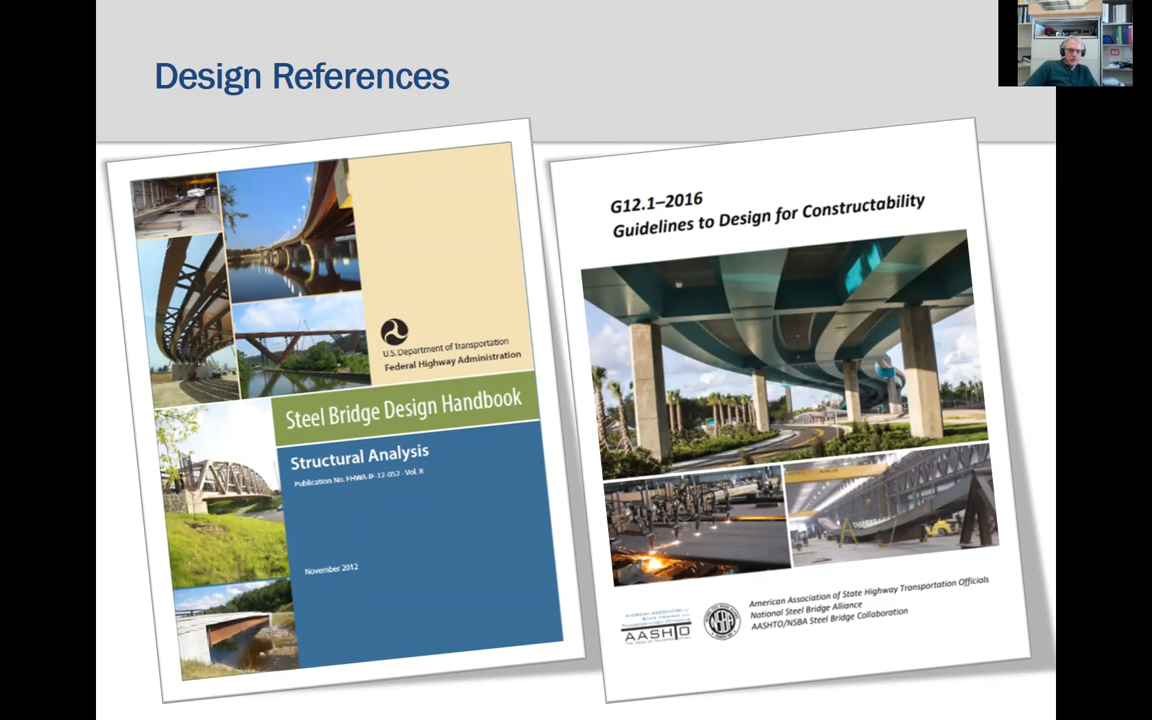 Design References
U.S. Department of Transportation
Federal Highway Administration
Steel Bridge Design Handbook
Structural Analysis
Publication No. FHWA-IF-12-052 - Vol. 8
November 2012
G12.1–2016
Guidelines to Design for Constructability
AASHTO
NSBA
American Association of State Highway Transportation Officials
National Steel Bridge Alliance
AASHTO/NSBA Steel Bridge Collaboration